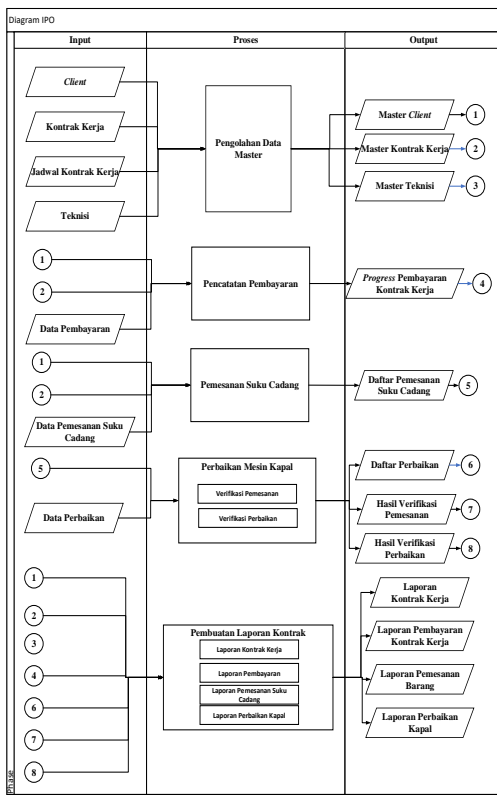 Diagram IPO
Input
Proses
Output
Client
Kontrak Kerja
Jadwal Kontrak Kerja
Teknisi
Pengolahan Data
Master
Master Client
1
Master Kontrak Kerja
2
Master Teknisi
3
1
2
Data Pembayaran
Pencatatan Pembayaran
Progress Pembayaran
Kontrak Kerja
4
1
2
Data Pemesanan Suku
Cadang
Pemesanan Suku Cadang
Daftar Pemesanan
Suku Cadang
5
5
Data Perbaikan
Perbaikan Mesin Kapal
Verifikasi Pemesanan
Verifikasi Perbaikan
Daftar Perbaikan
6
Hasil Verifikasi
Pemesanan
7
Hasil Verifikasi
Perbaikan
8
1
2
3
4
6
7
8
Pembuatan Laporan Kontrak
Laporan Kontrak Kerja
Laporan Pembayaran
Laporan Pemesanan Suku
Cadang
Laporan Perbaikan Kapal
Laporan
Kontrak Kerja
Laporan Pembayaran
Kontrak Kerja
Laporan Pemesanan
Barang
Laporan Perbaikan
Kapal
Phase